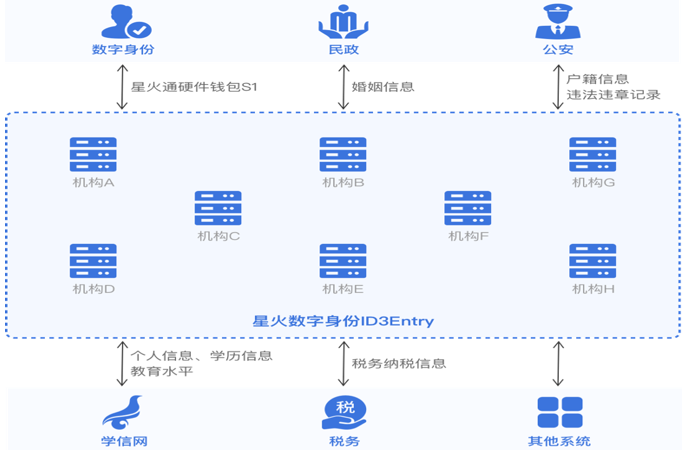 数字身份
民政
公安
星火通硬件钱包S1
婚姻信息
户籍信息
违法违章记录
机构A
机构B
机构G
机构C
机构F
机构D
机构E
机构H
星火数字身份ID3Entry
个人信息、学历信息
教育水平
税务纳税信息
税
学信网
税务
其他系统